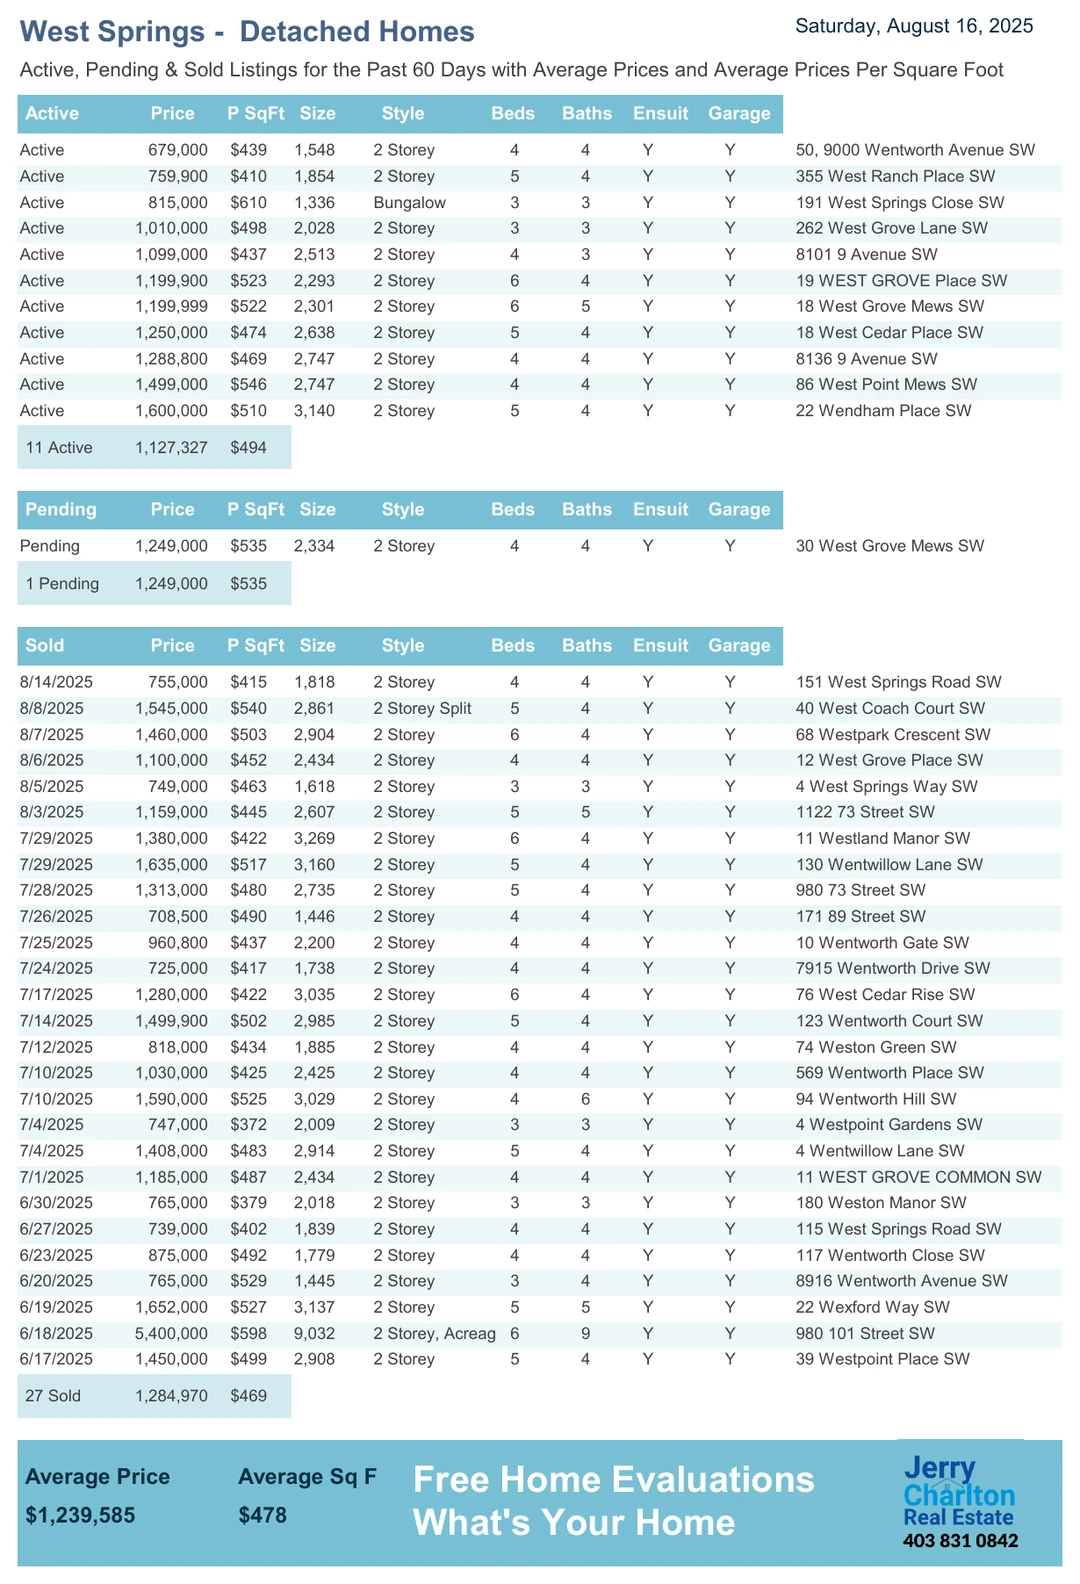 West Springs - Detached Homes
Saturday, August 16, 2025
Active, Pending & Sold Listings for the Past 60 Days with Average Prices and Average Prices Per Square Foot
Active Price P SqFt Size Style Beds Baths Ensuit Garage
Active 679,000 $439 1,548 2 Storey 4 4 Y Y 50, 9000 Wentworth Avenue SW
Active 759,900 $410 1,854 2 Storey 5 4 Y Y 355 West Ranch Place SW
Active 815,000 $610 1,336 Bungalow 3 3 Y Y 191 West Springs Close SW
Active 1,010,000 $498 2,028 2 Storey 3 3 Y Y 262 West Grove Lane SW
Active 1,099,000 $437 2,513 2 Storey 4 3 Y Y 8101 9 Avenue SW
Active 1,199,900 $523 2,293 2 Storey 6 4 Y Y 19 WEST GROVE Place SW
Active 1,199,999 $522 2,301 2 Storey 6 5 Y Y 18 West Grove Mews SW
Active 1,250,000 $474 2,638 2 Storey 5 4 Y Y 18 West Cedar Place SW
Active 1,288,800 $469 2,747 2 Storey 4 4 Y Y 8136 9 Avenue SW
Active 1,499,000 $546 2,747 2 Storey 4 4 Y Y 86 West Point Mews SW
Active 1,600,000 $510 3,140 2 Storey 5 4 Y Y 22 Wendham Place SW
11 Active 1,127,327 $494
Pending Price P SqFt Size Style Beds Baths Ensuit Garage
Pending 1,249,000 $535 2,334 2 Storey 4 4 Y Y 30 West Grove Mews SW
1 Pending 1,249,000 $535
Sold Price P SqFt Size Style Beds Baths Ensuit Garage
8/14/2025 755,000 $415 1,818 2 Storey 4 4 Y Y 151 West Springs Road SW
8/8/2025 1,545,000 $540 2,861 2 Storey Split 5 4 Y Y 40 West Coach Court SW
8/7/2025 1,460,000 $503 2,904 2 Storey 6 4 Y Y 68 Westpark Crescent SW
8/6/2025 1,100,000 $452 2,434 2 Storey 4 4 Y Y 12 West Grove Place SW
8/5/2025 749,000 $463 1,618 2 Storey 3 3 Y Y 4 West Springs Way SW
8/3/2025 1,159,000 $445 2,607 2 Storey 5 5 Y Y 1122 73 Street SW
7/29/2025 1,380,000 $422 3,269 2 Storey 6 4 Y Y 11 Westland Manor SW
7/29/2025 1,635,000 $517 3,160 2 Storey 5 4 Y Y 130 Wentwillow Lane SW
7/28/2025 1,313,000 $480 2,735 2 Storey 5 4 Y Y 980 73 Street SW
7/26/2025 708,500 $490 1,446 2 Storey 4 4 Y Y 171 89 Street SW
7/25/2025 960,800 $437 2,200 2 Storey 4 4 Y Y 10 Wentworth Gate SW
7/24/2025 725,000 $417 1,738 2 Storey 4 4 Y Y 7915 Wentworth Drive SW
7/17/2025 1,280,000 $422 3,035 2 Storey 6 4 Y Y 76 West Cedar Rise SW
7/14/2025 1,499,900 $502 2,985 2 Storey 5 4 Y Y 123 Wentworth Court SW
7/12/2025 818,000 $434 1,885 2 Storey 4 4 Y Y 74 Weston Green SW
7/10/2025 1,030,000 $425 2,425 2 Storey 4 4 Y Y 569 Wentworth Place SW
7/10/2025 1,590,000 $525 3,029 2 Storey 4 6 Y Y 94 Wentworth Hill SW
7/4/2025 747,000 $372 2,009 2 Storey 3 3 Y Y 4 Westpoint Gardens SW
7/4/2025 1,408,000 $483 2,914 2 Storey 5 4 Y Y 4 Wentwillow Lane SW
7/1/2025 1,185,000 $487 2,434 2 Storey 4 4 Y Y 11 WEST GROVE COMMON SW
6/30/2025 765,000 $379 2,018 2 Storey 3 3 Y Y 180 Weston Manor SW
6/27/2025 739,000 $402 1,839 2 Storey 4 4 Y Y 115 West Springs Road SW
6/23/2025 875,000 $492 1,779 2 Storey 4 4 Y Y 117 Wentworth Close SW
6/20/2025 765,000 $529 1,445 2 Storey 3 4 Y Y 8916 Wentworth Avenue SW
6/19/2025 1,652,000 $527 3,137 2 Storey 5 5 Y Y 22 Wexford Way SW
6/18/2025 5,400,000 $598 9,032 2 Storey, Acreag 6 9 Y Y 980 101 Street SW
6/17/2025 1,450,000 $499 2,908 2 Storey 5 4 Y Y 39 Westpoint Place SW
27 Sold 1,284,970 $469
Average Price Average Sq F
$1,239,585 $478
Free Home Evaluations
What's Your Home
Jerry
Charlton
Real Estate
403 831 0842